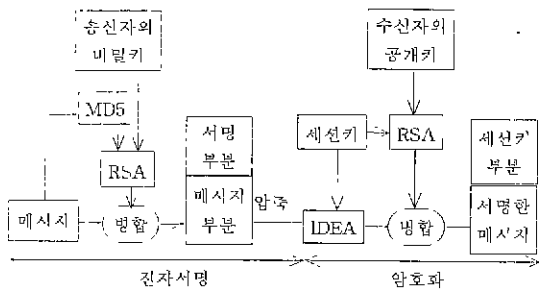 송신자의
비밀키
수신자의
공개키
MD5
RSA
서명
부분
세션키
RSA
세션키
부분
메시지
병합
메시지
부분
압축
IDEA
병합
서명한
메시지
전자서명
암호화